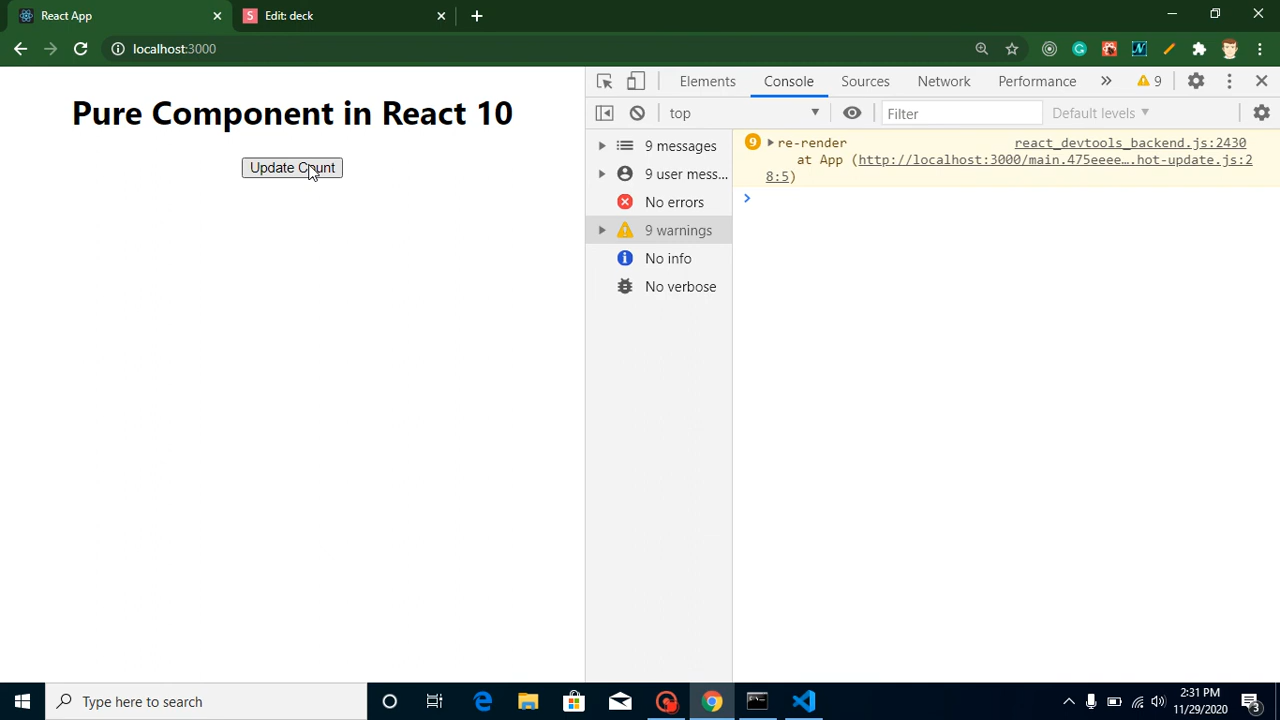 React App
Edit: deck
localhost:3000
Elements
Console
Sources
Network
Performance
9
top
Filter
Default levels
Pure Component in React 10
Update Count
9 messages
9 user mess...
No errors
9 warnings
No info
No verbose
9 re-render react_devtools_backend.js:2430
at App (http://localhost:3000/main.475eeee….hot-update.js:2
8:5)
Type here to search
2:31 PM
11/29/2020
3